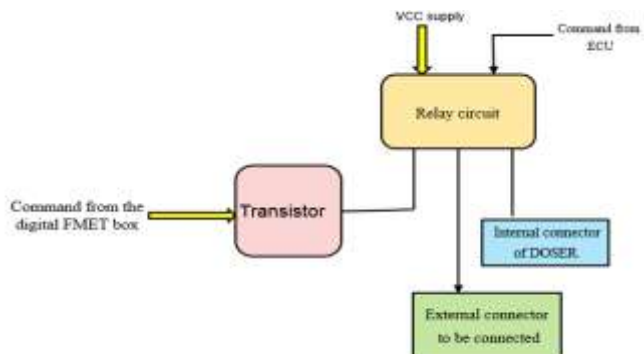 VCC supply
Command from
ECU
Relay circuit
Command from the
digital FMET box
Transistor
Internal connector
of DOSER.
External connector
to be connected